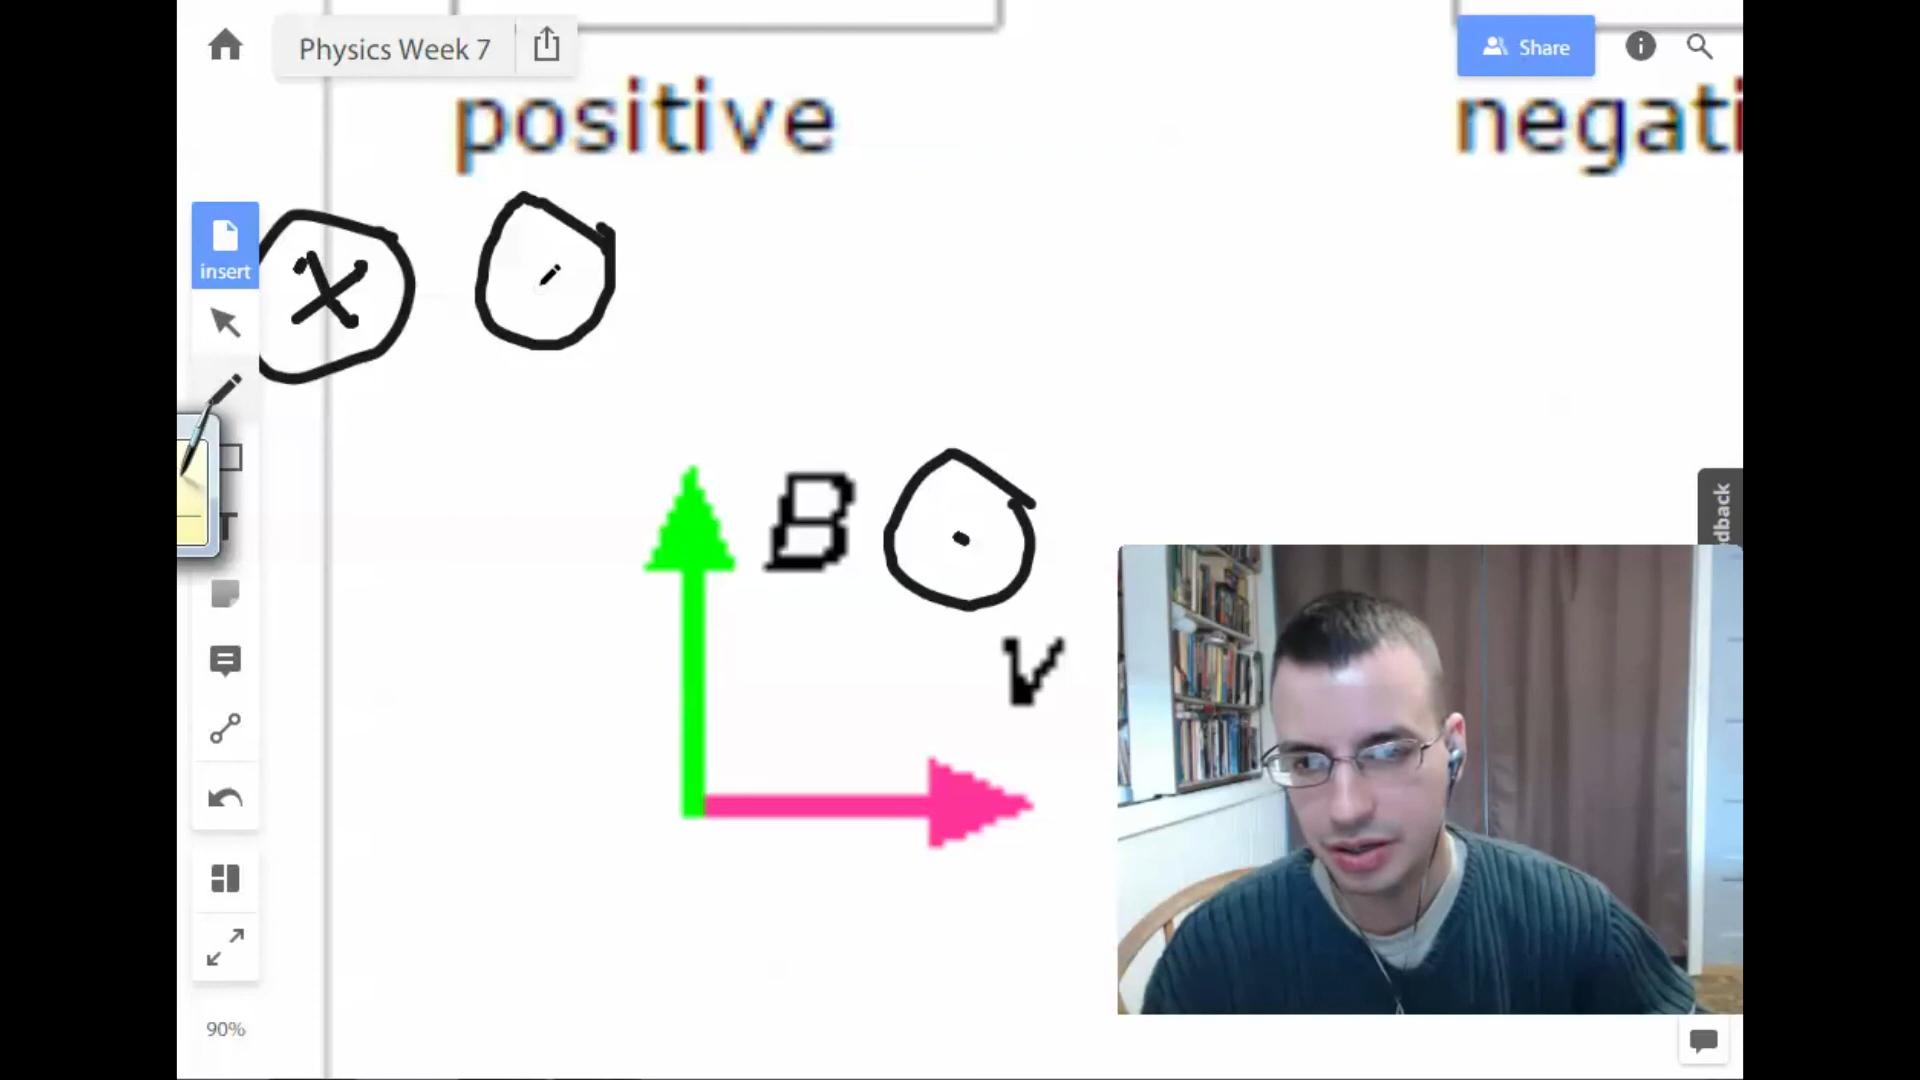 Physics Week 7
Share
positive
negati
insert
X
B
v
T
dback
90%